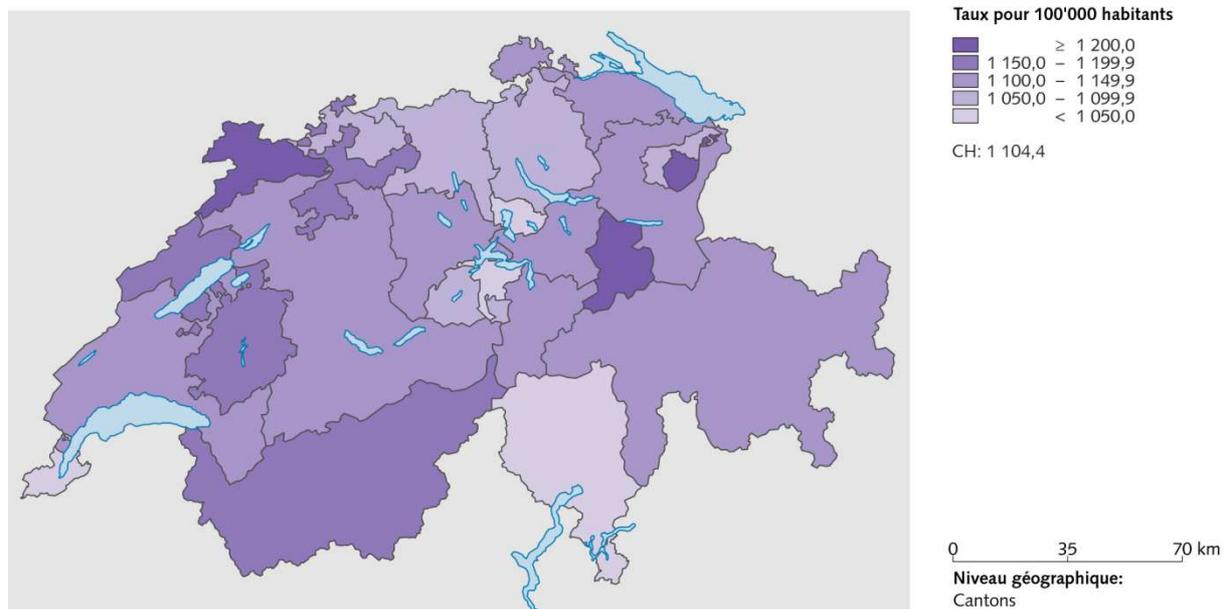 Taux pour 100'000 habitants
≥ 1 200,0
1 150,0 – 1 199,9
1 100,0 – 1 149,9
1 050,0 – 1 099,9
< 1 050,0
CH: 1 104,4
0 35 70 km
Niveau géographique:
Cantons